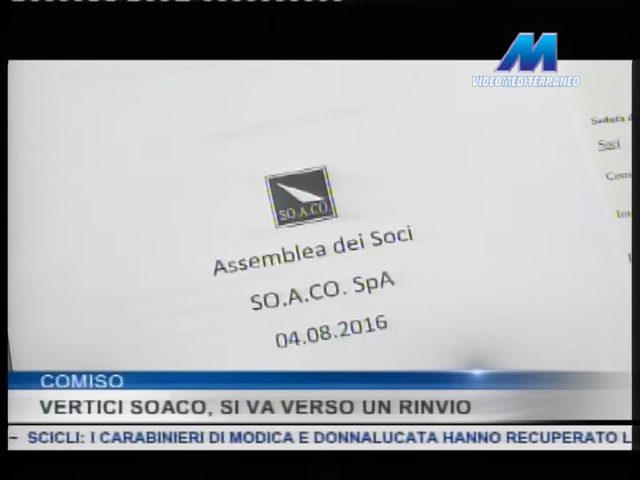 VIDEOMEDITERRANEO
Seduta
Soci
SO.A.CO.
Assemblea dei Soci
SO.A.CO. SpA
04.08.2016
COMISO
VERTICI SOACO, SI VA VERSO UN RINVIO
– SCICLI: I CARABINIERI DI MODICA E DONNALUCATA HANNO RECUPERATO L